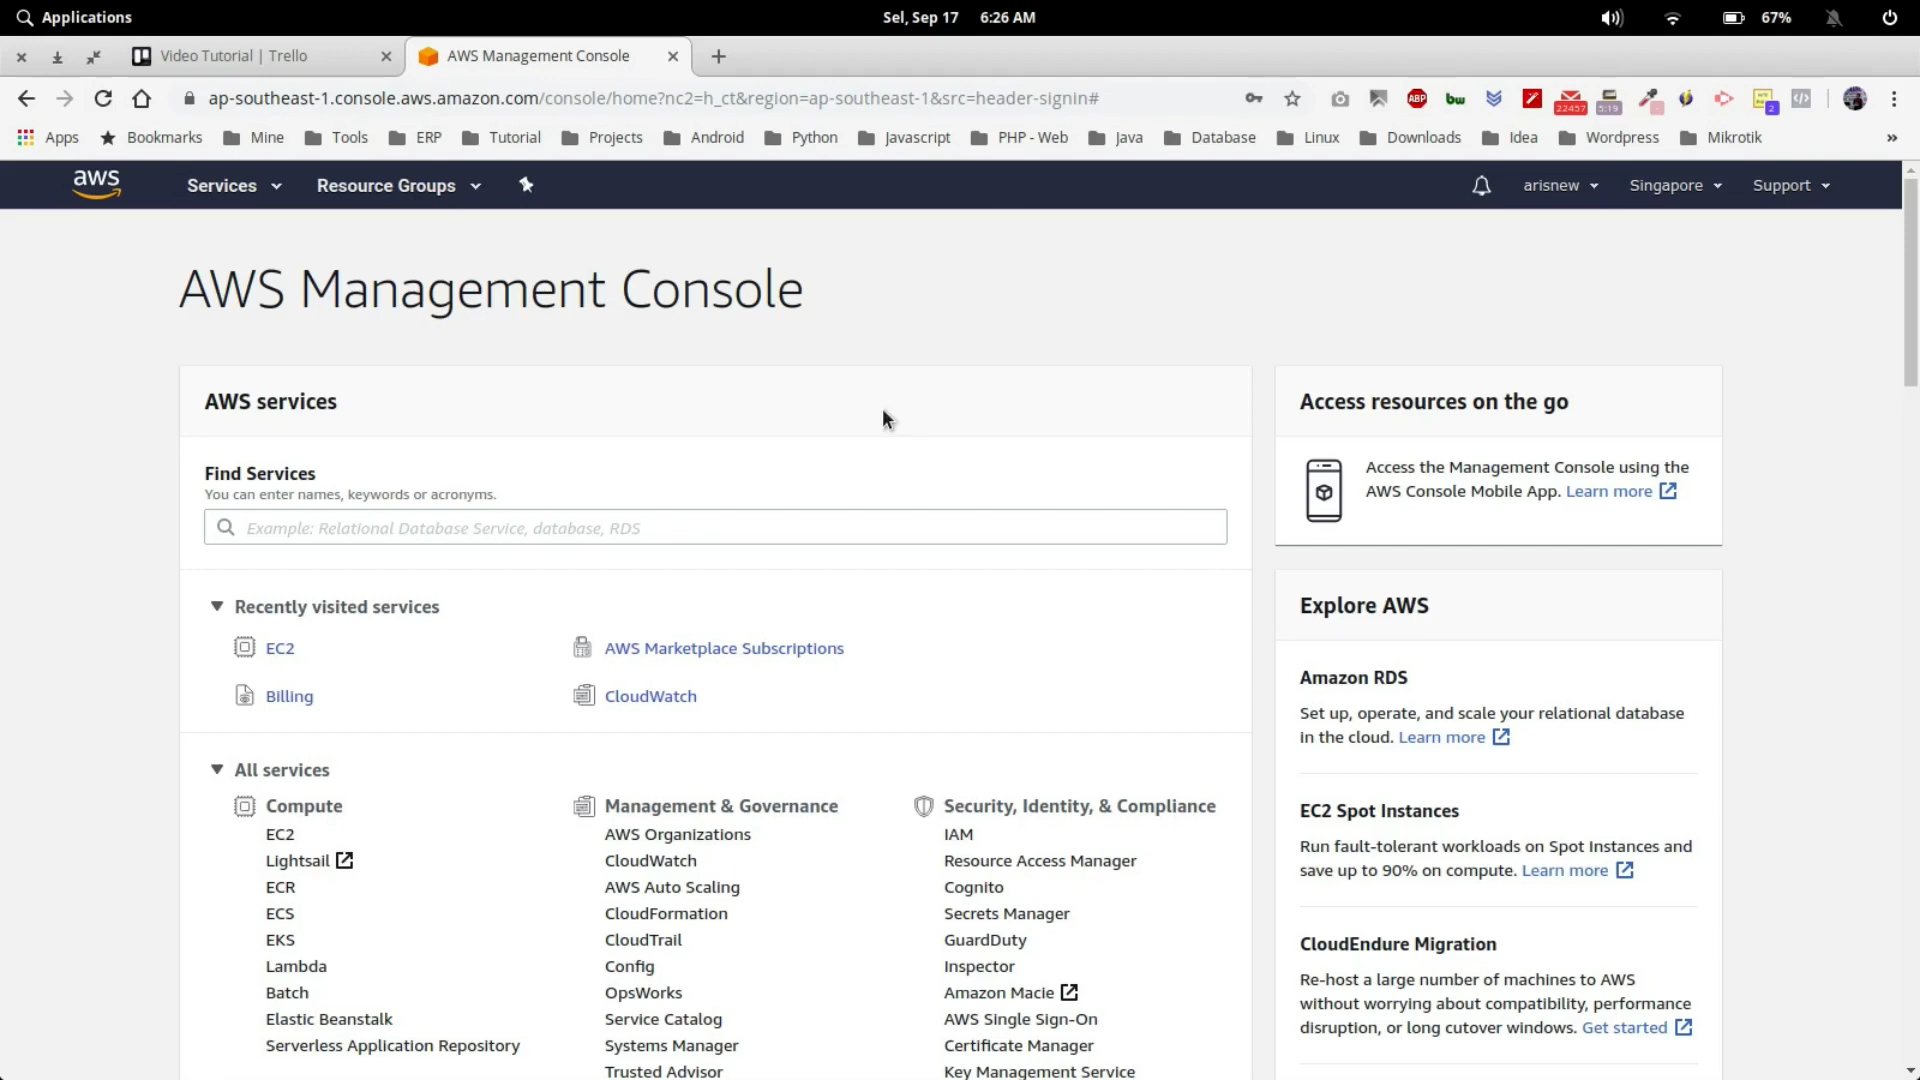 Applications
Sel, Sep 17 6:26 AM
67%
Video Tutorial | Trello
AWS Management Console
ap-southeast-1.console.aws.amazon.com/console/home?nc2=h_ct&region=ap-southeast-1&src=header-signin#
ABP
bw
22457
5:19
2
Apps
Bookmarks
Mine
Tools
ERP
Tutorial
Projects
Android
Python
Javascript
PHP - Web
Java
Database
Linux
Downloads
Idea
Wordpress
Mikrotik
»
aws
Services
Resource Groups
arisnew
Singapore
Support
AWS Management Console
AWS services
Find Services
You can enter names, keywords or acronyms.
Example: Relational Database Service, database, RDS
Recently visited services
EC2
AWS Marketplace Subscriptions
Billing
CloudWatch
All services
Compute
EC2
Lightsail
ECR
ECS
EKS
Lambda
Batch
Elastic Beanstalk
Serverless Application Repository
Management & Governance
AWS Organizations
CloudWatch
AWS Auto Scaling
CloudFormation
CloudTrail
Config
OpsWorks
Service Catalog
Systems Manager
Trusted Advisor
Security, Identity, & Compliance
IAM
Resource Access Manager
Cognito
Secrets Manager
GuardDuty
Inspector
Amazon Macie
AWS Single Sign-On
Certificate Manager
Key Management Service
Access resources on the go
Access the Management Console using the
AWS Console Mobile App. Learn more
Explore AWS
Amazon RDS
Set up, operate, and scale your relational database
in the cloud. Learn more
EC2 Spot Instances
Run fault-tolerant workloads on Spot Instances and
save up to 90% on compute. Learn more
CloudEndure Migration
Re-host a large number of machines to AWS
without worrying about compatibility, performance
disruption, or long cutover windows. Get started